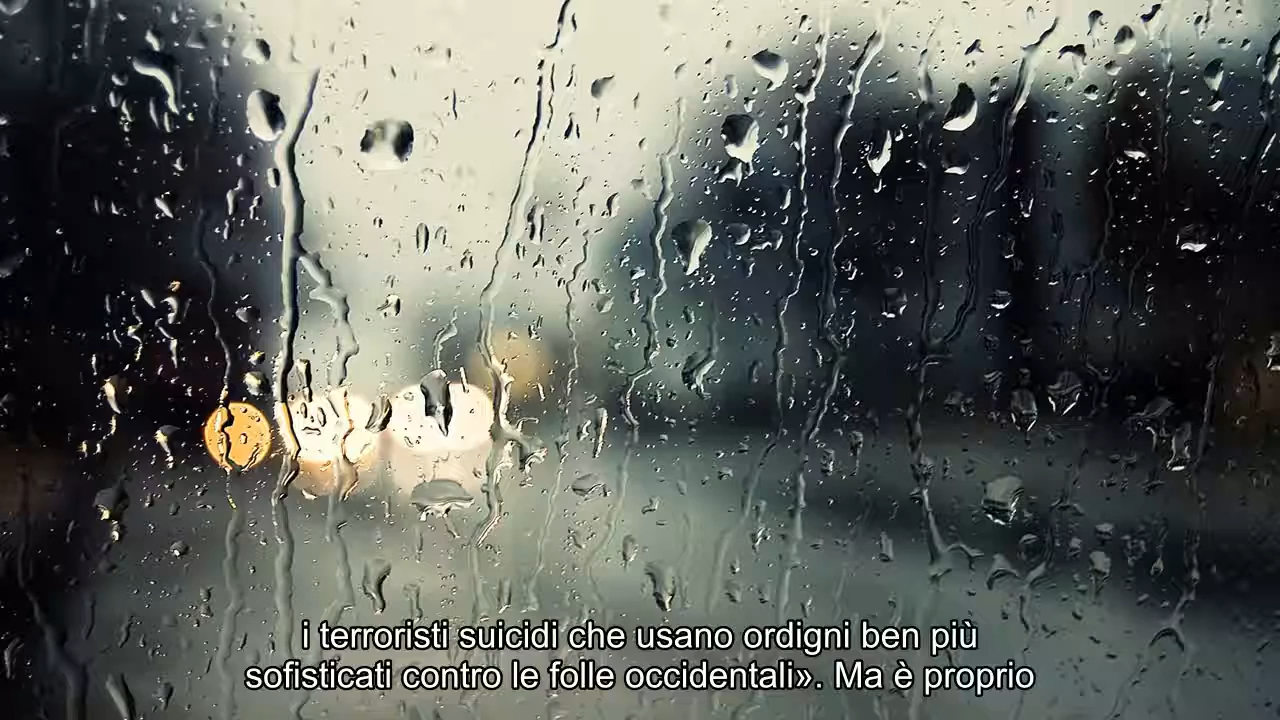 i terroristi suicidi che usano ordigni ben più
sofisticati contro le folle occidentali». Ma è proprio